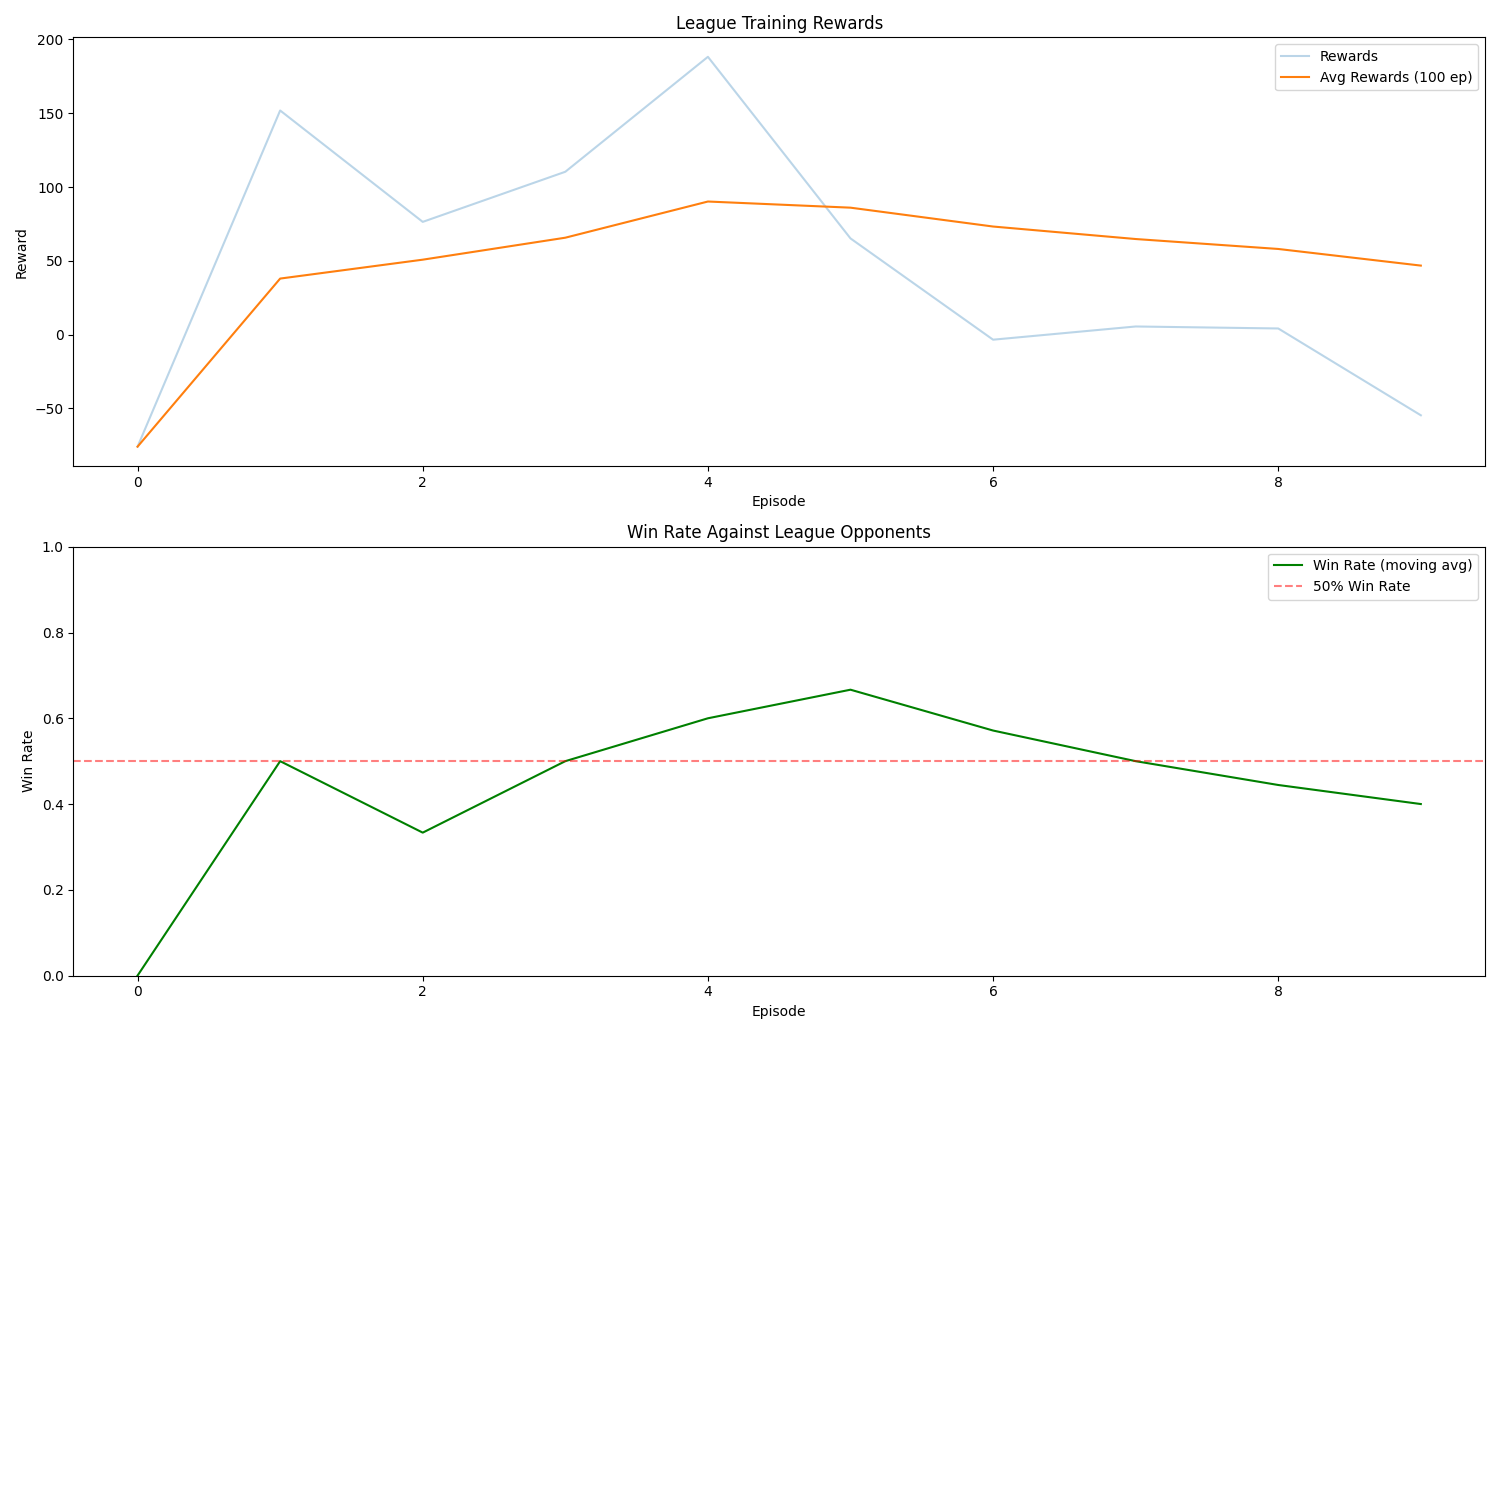 League Training Rewards
200
150
100
50
0
−50
Reward
Rewards
Avg Rewards (100 ep)
0 2 4 6 8
Episode
Win Rate Against League Opponents
1.0
0.8
0.6
0.4
0.2
0.0
Win Rate
Win Rate (moving avg)
50% Win Rate
0 2 4 6 8
Episode